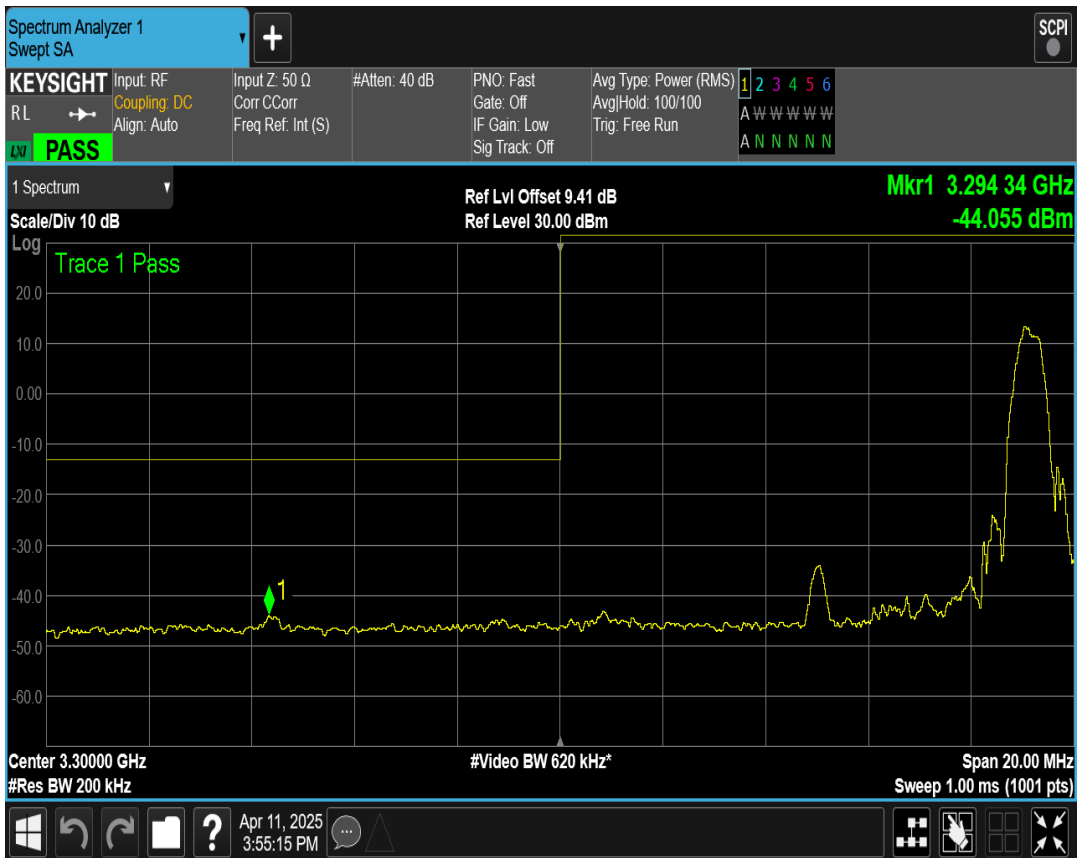 Spectrum Analyzer 1
Swept SA
+
SCPI
KEYSIGHT
RL
LXI PASS
Input: RF
Coupling: DC
Align: Auto
Input Z: 50 Ω
Corr CCorr
Freq Ref: Int (S)
#Atten: 40 dB
PNO: Fast
Gate: Off
IF Gain: Low
Sig Track: Off
Avg Type: Power (RMS)
Avg|Hold: 100/100
Trig: Free Run
1 2 3 4 5 6
A W W W W W
A N N N N N
1 Spectrum
Scale/Div 10 dB
Ref Lvl Offset 9.41 dB
Ref Level 30.00 dBm
Mkr1 3.294 34 GHz
-44.055 dBm
Log
Trace 1 Pass
20.0
10.0
0.00
-10.0
-20.0
-30.0
-40.0
1
-50.0
-60.0
Center 3.30000 GHz
#Res BW 200 kHz
#Video BW 620 kHz*
Span 20.00 MHz
Sweep 1.00 ms (1001 pts)
?
Apr 11, 2025
3:55:15 PM